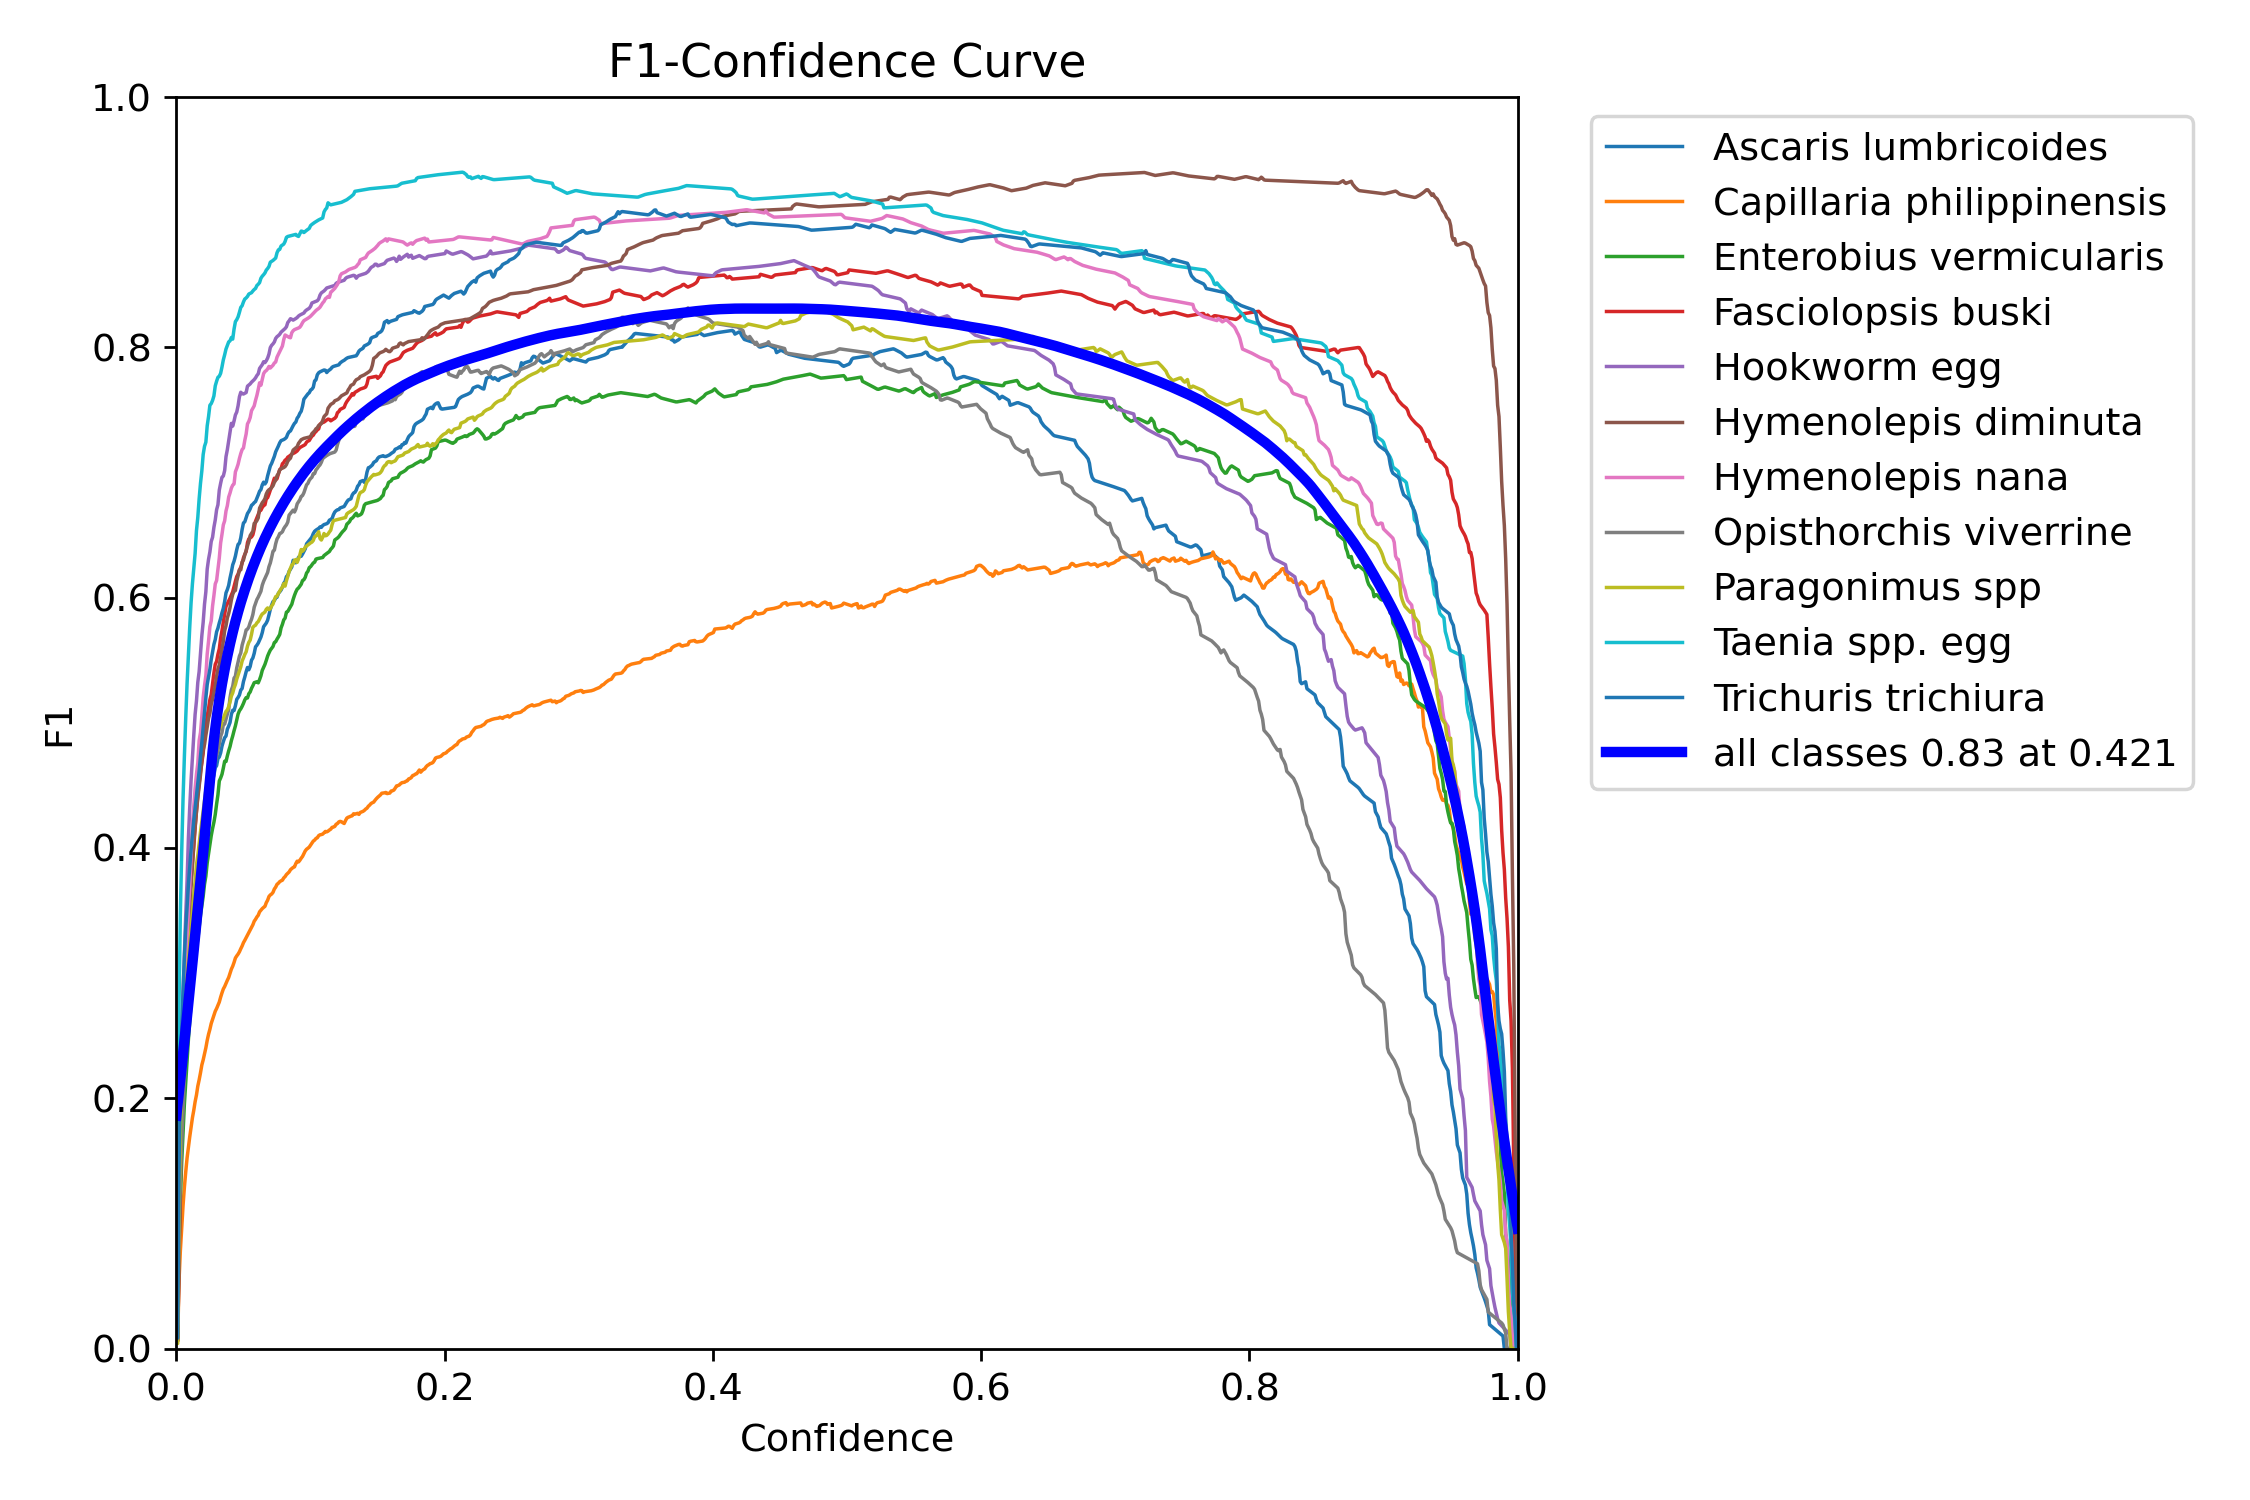 F1-Confidence Curve
1.0
0.8
0.6
0.4
0.2
0.0
F1
0.0 0.2 0.4 0.6 0.8 1.0
Confidence
Ascaris lumbricoides
Capillaria philippinensis
Enterobius vermicularis
Fasciolopsis buski
Hookworm egg
Hymenolepis diminuta
Hymenolepis nana
Opisthorchis viverrine
Paragonimus spp
Taenia spp. egg
Trichuris trichiura
all classes 0.83 at 0.421